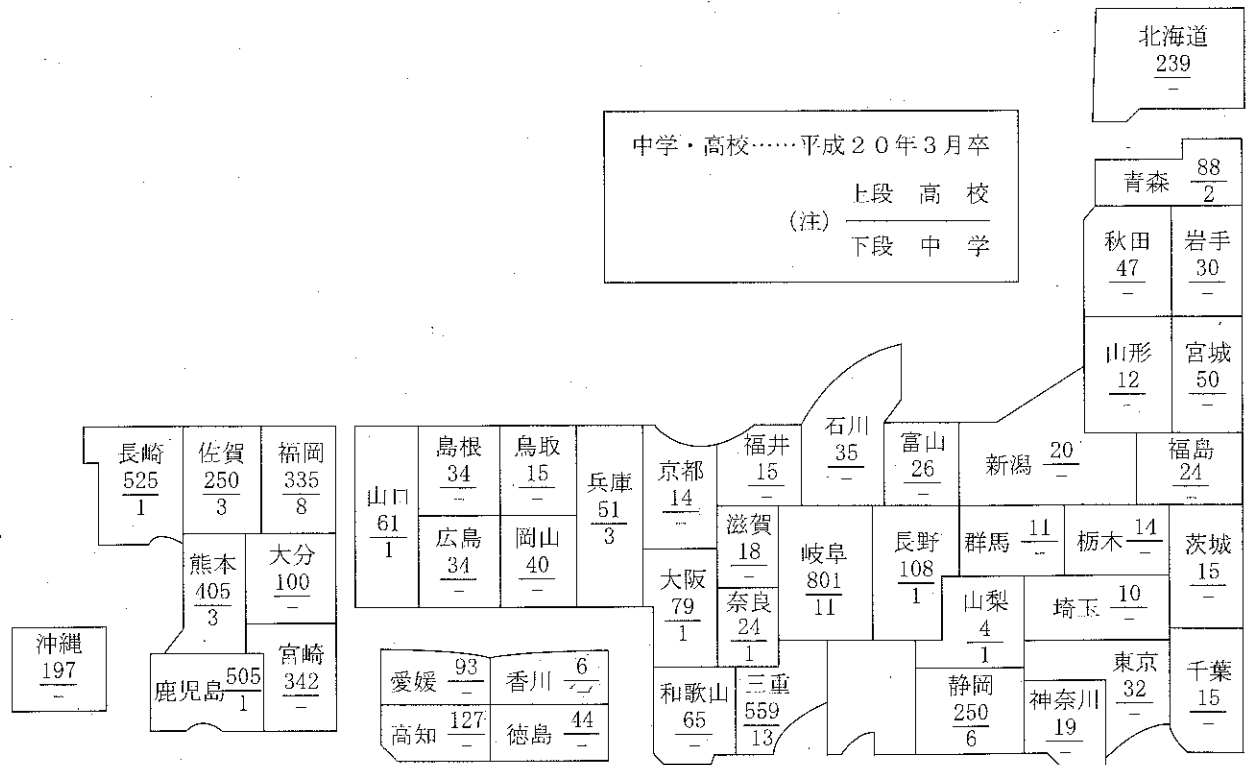 北海道
239
－
中学・高校……平成20年3月卒
(注)
上段 高 校
下段 中 学
青森
88
2
秋田
47
－
岩手
30
－
山形
12
－
宮城
50
－
長崎
525
1
佐賀
250
3
福岡
335
8
山口
61
1
島根
34
－
鳥取
15
－
兵庫
51
3
京都
14
－
福井
15
－
石川
35
－
富山
26
－
新潟
20
－
福島
24
－
熊本
405
3
大分
100
－
広島
34
－
岡山
40
－
大阪
79
1
滋賀
18
－
奈良
24
1
岐阜
801
11
長野
108
1
群馬
11
－
栃木
14
－
茨城
15
－
山梨
4
1
埼玉
10
－
沖縄
197
－
鹿児島
505
1
宮崎
342
－
愛媛
93
－
香川
6
－
高知
127
－
徳島
44
－
和歌山
65
－
三重
559
13
静岡
250
6
神奈川
19
－
東京
32
－
千葉
15
－